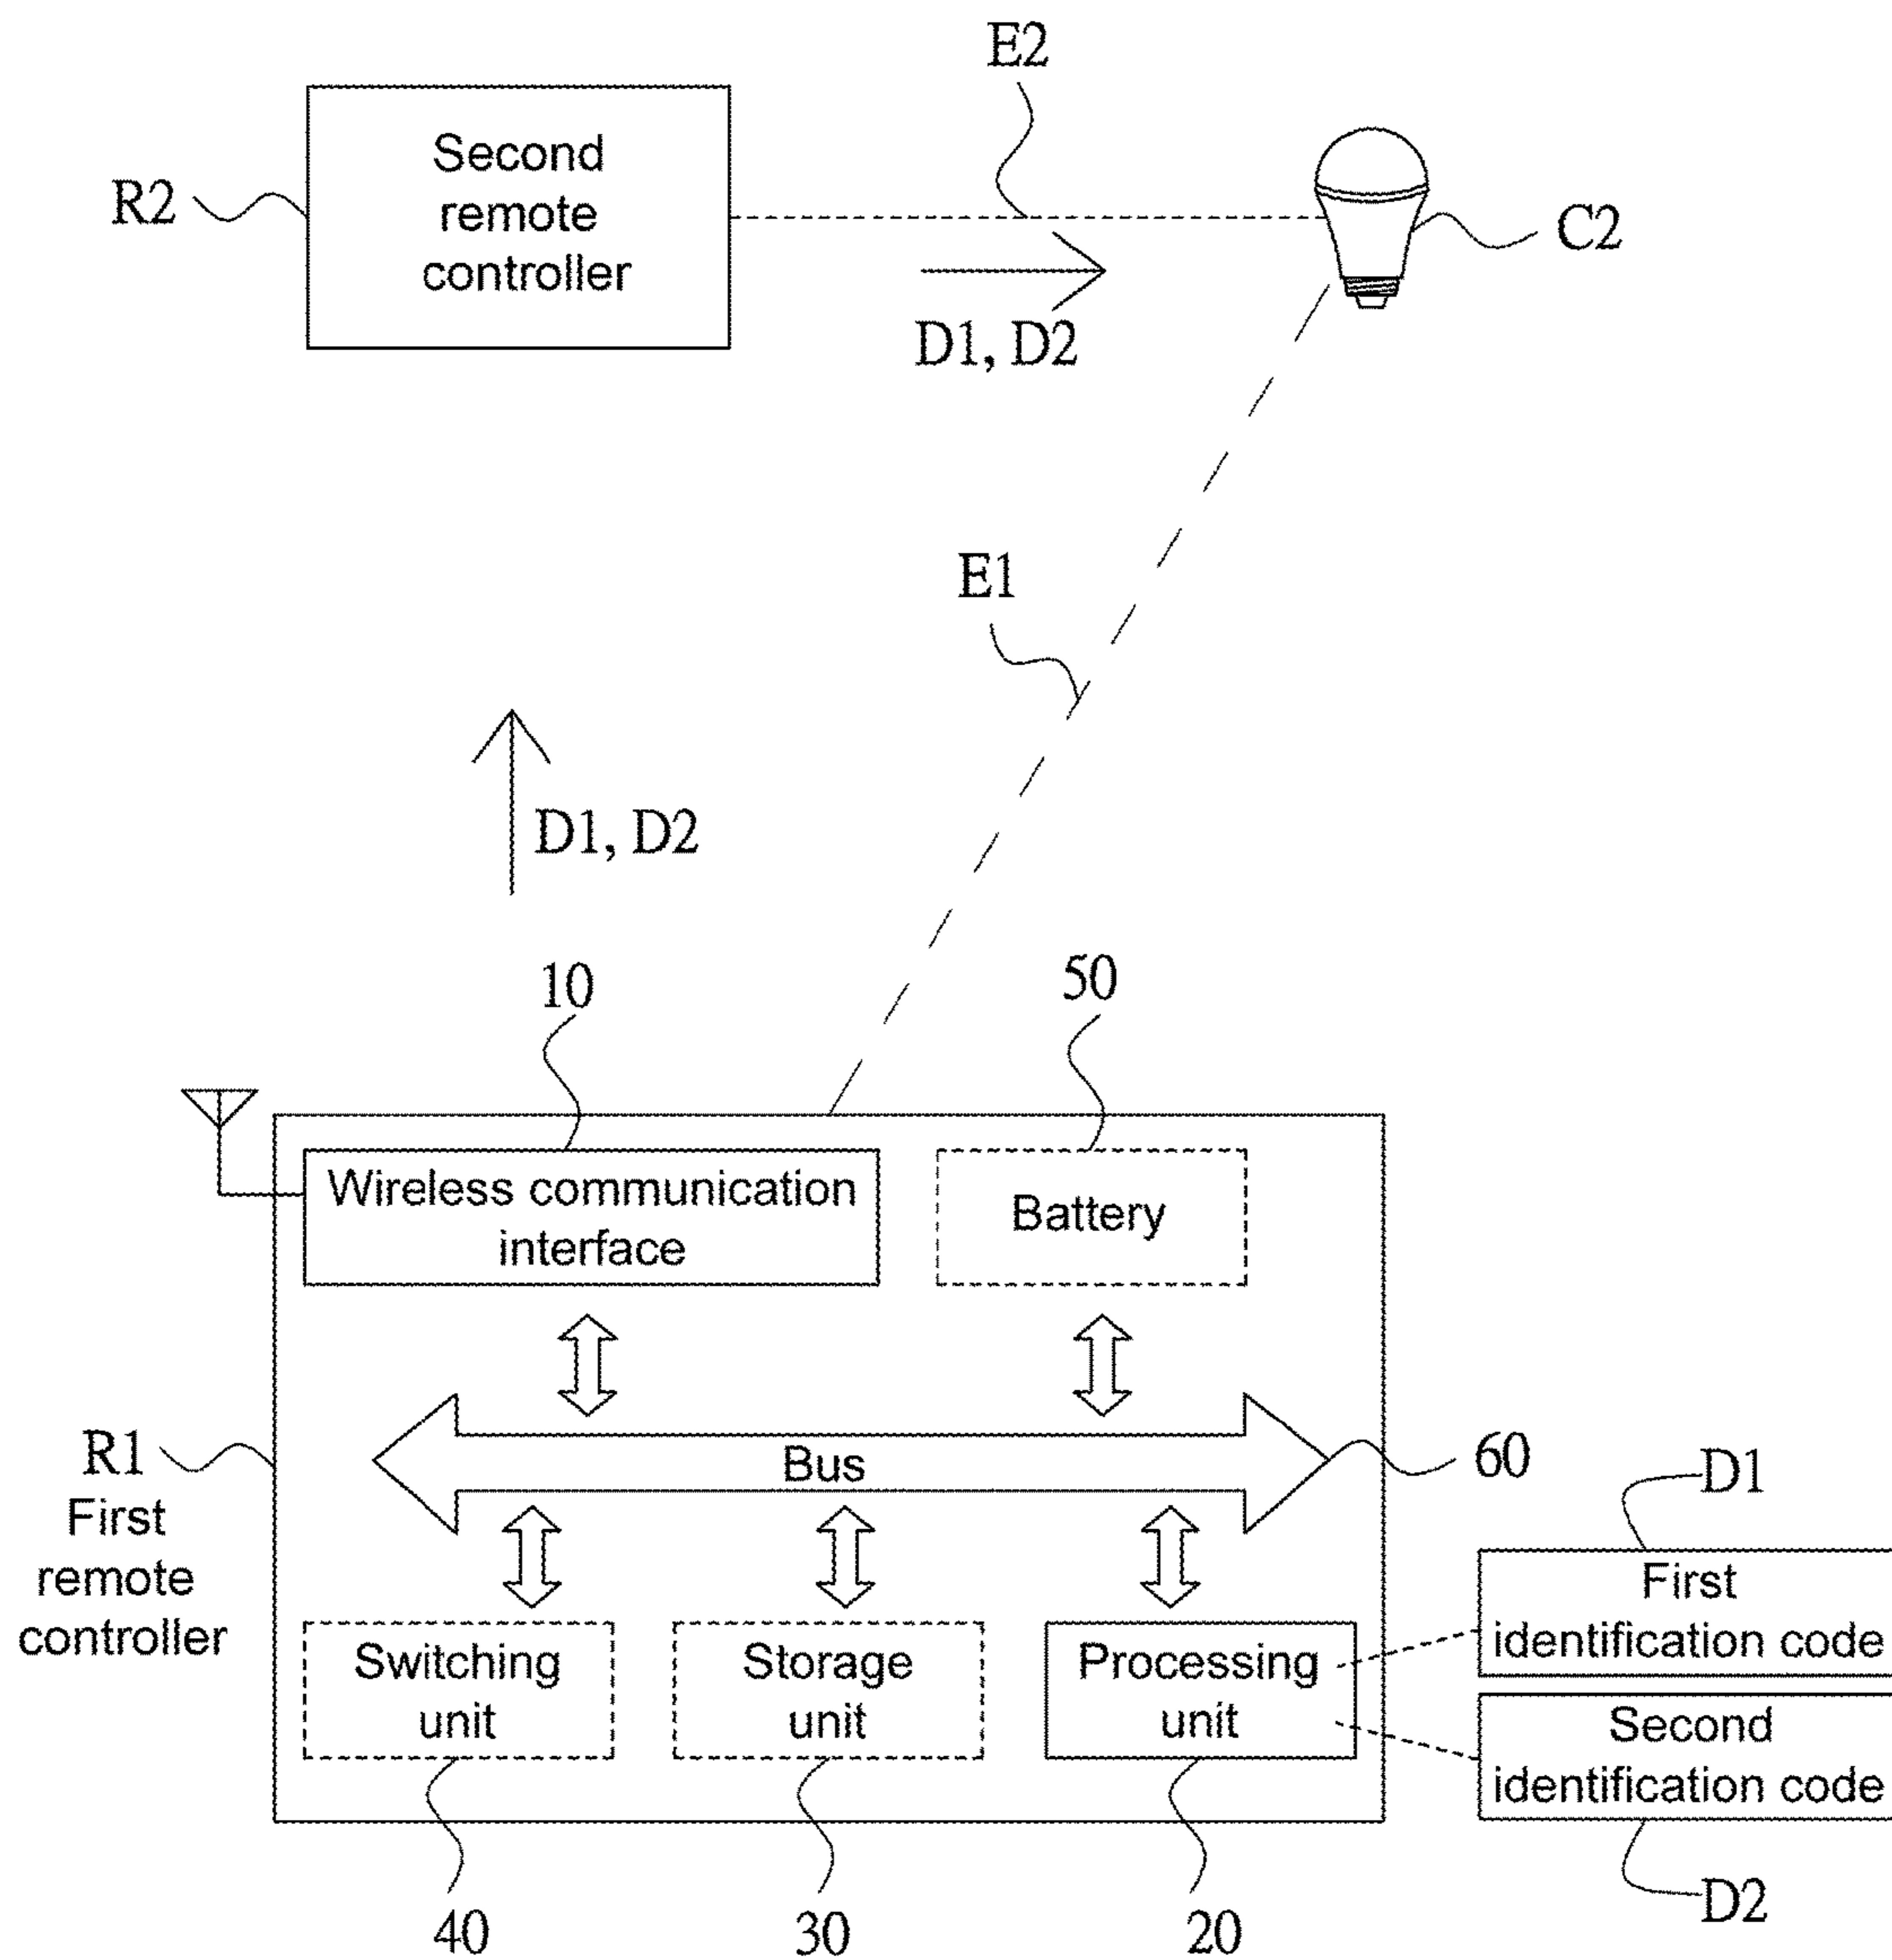 E2
Second
remote
controller
R2
C2
D1, D2
E1
D1, D2
10
50
Wireless communication
interface
Battery
R1
First
remote
controller
Bus
60
D1
First
identification code
Switching
unit
Storage
unit
Processing
unit
Second
identification code
40
30
20
D2